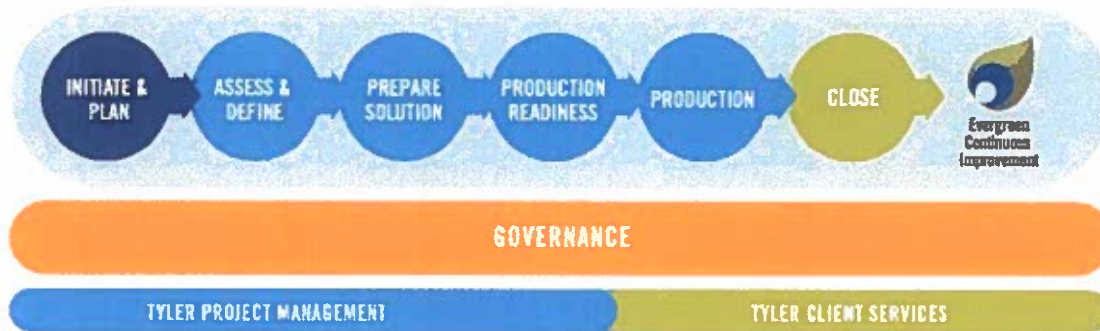 INITIATE &
PLAN
ASSESS &
DEFINE
PREPARE
SOLUTION
PRODUCTION
READINESS
PRODUCTION
CLOSE
Evergreen
Continuous
Improvement
GOVERNANCE
TYLER PROJECT MANAGEMENT
TYLER CLIENT SERVICES